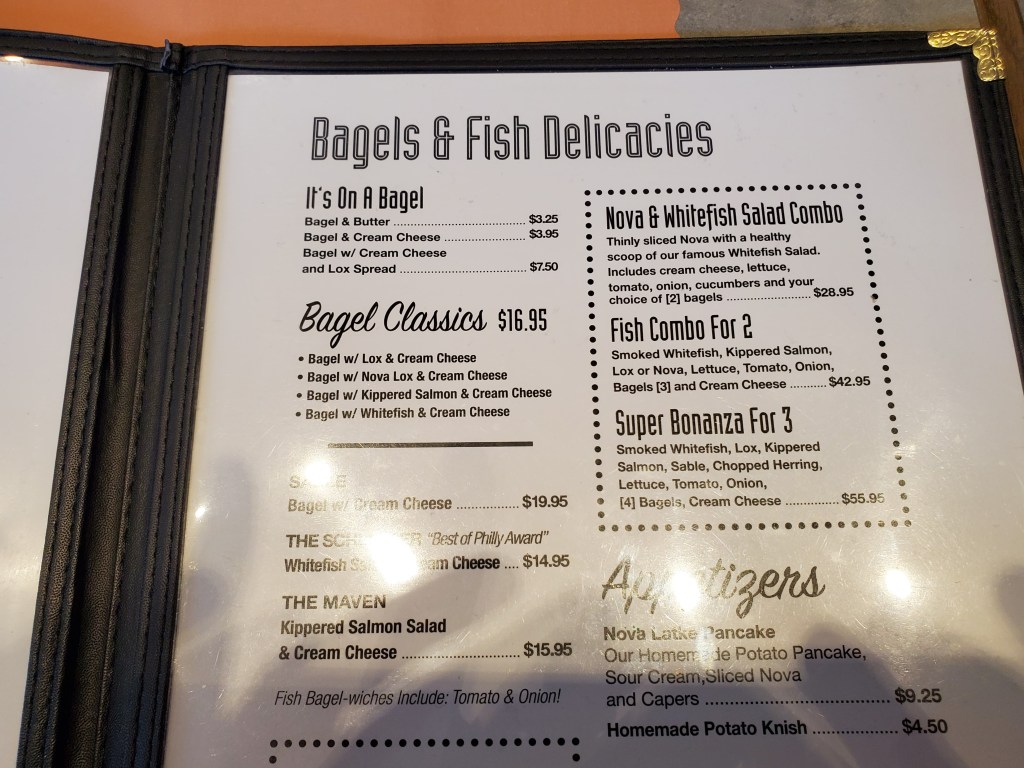 Bagels & Fish Delicacies
It's On A Bagel
Bagel & Butter ................................ $3.25
Bagel & Cream Cheese ................... $3.95
Bagel w/ Cream Cheese
and Lox Spread ............................... $7.50
Bagel Classics $16.95
• Bagel w/ Lox & Cream Cheese
• Bagel w/ Nova Lox & Cream Cheese
• Bagel w/ Kippered Salmon & Cream Cheese
• Bagel w/ Whitefish & Cream Cheese
SABLE
Bagel w/ Cream Cheese ............... $19.95
THE "Best of Philly Award"
Whitefish Cream Cheese .... $14.95
THE MAVEN
Kippered Salmon Salad
& Cream Cheese ............................ $15.95
Fish Bagel-wiches Include: Tomato & Onion!
Nova & Whitefish Salad Combo
Thinly sliced Nova with a healthy
scoop of our famous Whitefish Salad.
Includes cream cheese, lettuce,
tomato, onion, cucumbers and your
choice of [2] bagels ........................ $28.95
Fish Combo For 2
Smoked Whitefish, Kippered Salmon,
Lox or Nova, Lettuce, Tomato, Onion,
Bagels [3] and Cream Cheese .......... $42.95
Super Bonanza For 3
Smoked Whitefish, Lox, Kippered
Salmon, Sable, Chopped Herring,
Lettuce, Tomato, Onion,
[4] Bagels, Cream Cheese .............. $55.95
Appetizers
Nova Latke Pancake
Our Homemade Potato Pancake,
Sour Cream,Sliced Nova
and Capers ...................................... $9.25
Homemade Potato Knish .................. $4.50